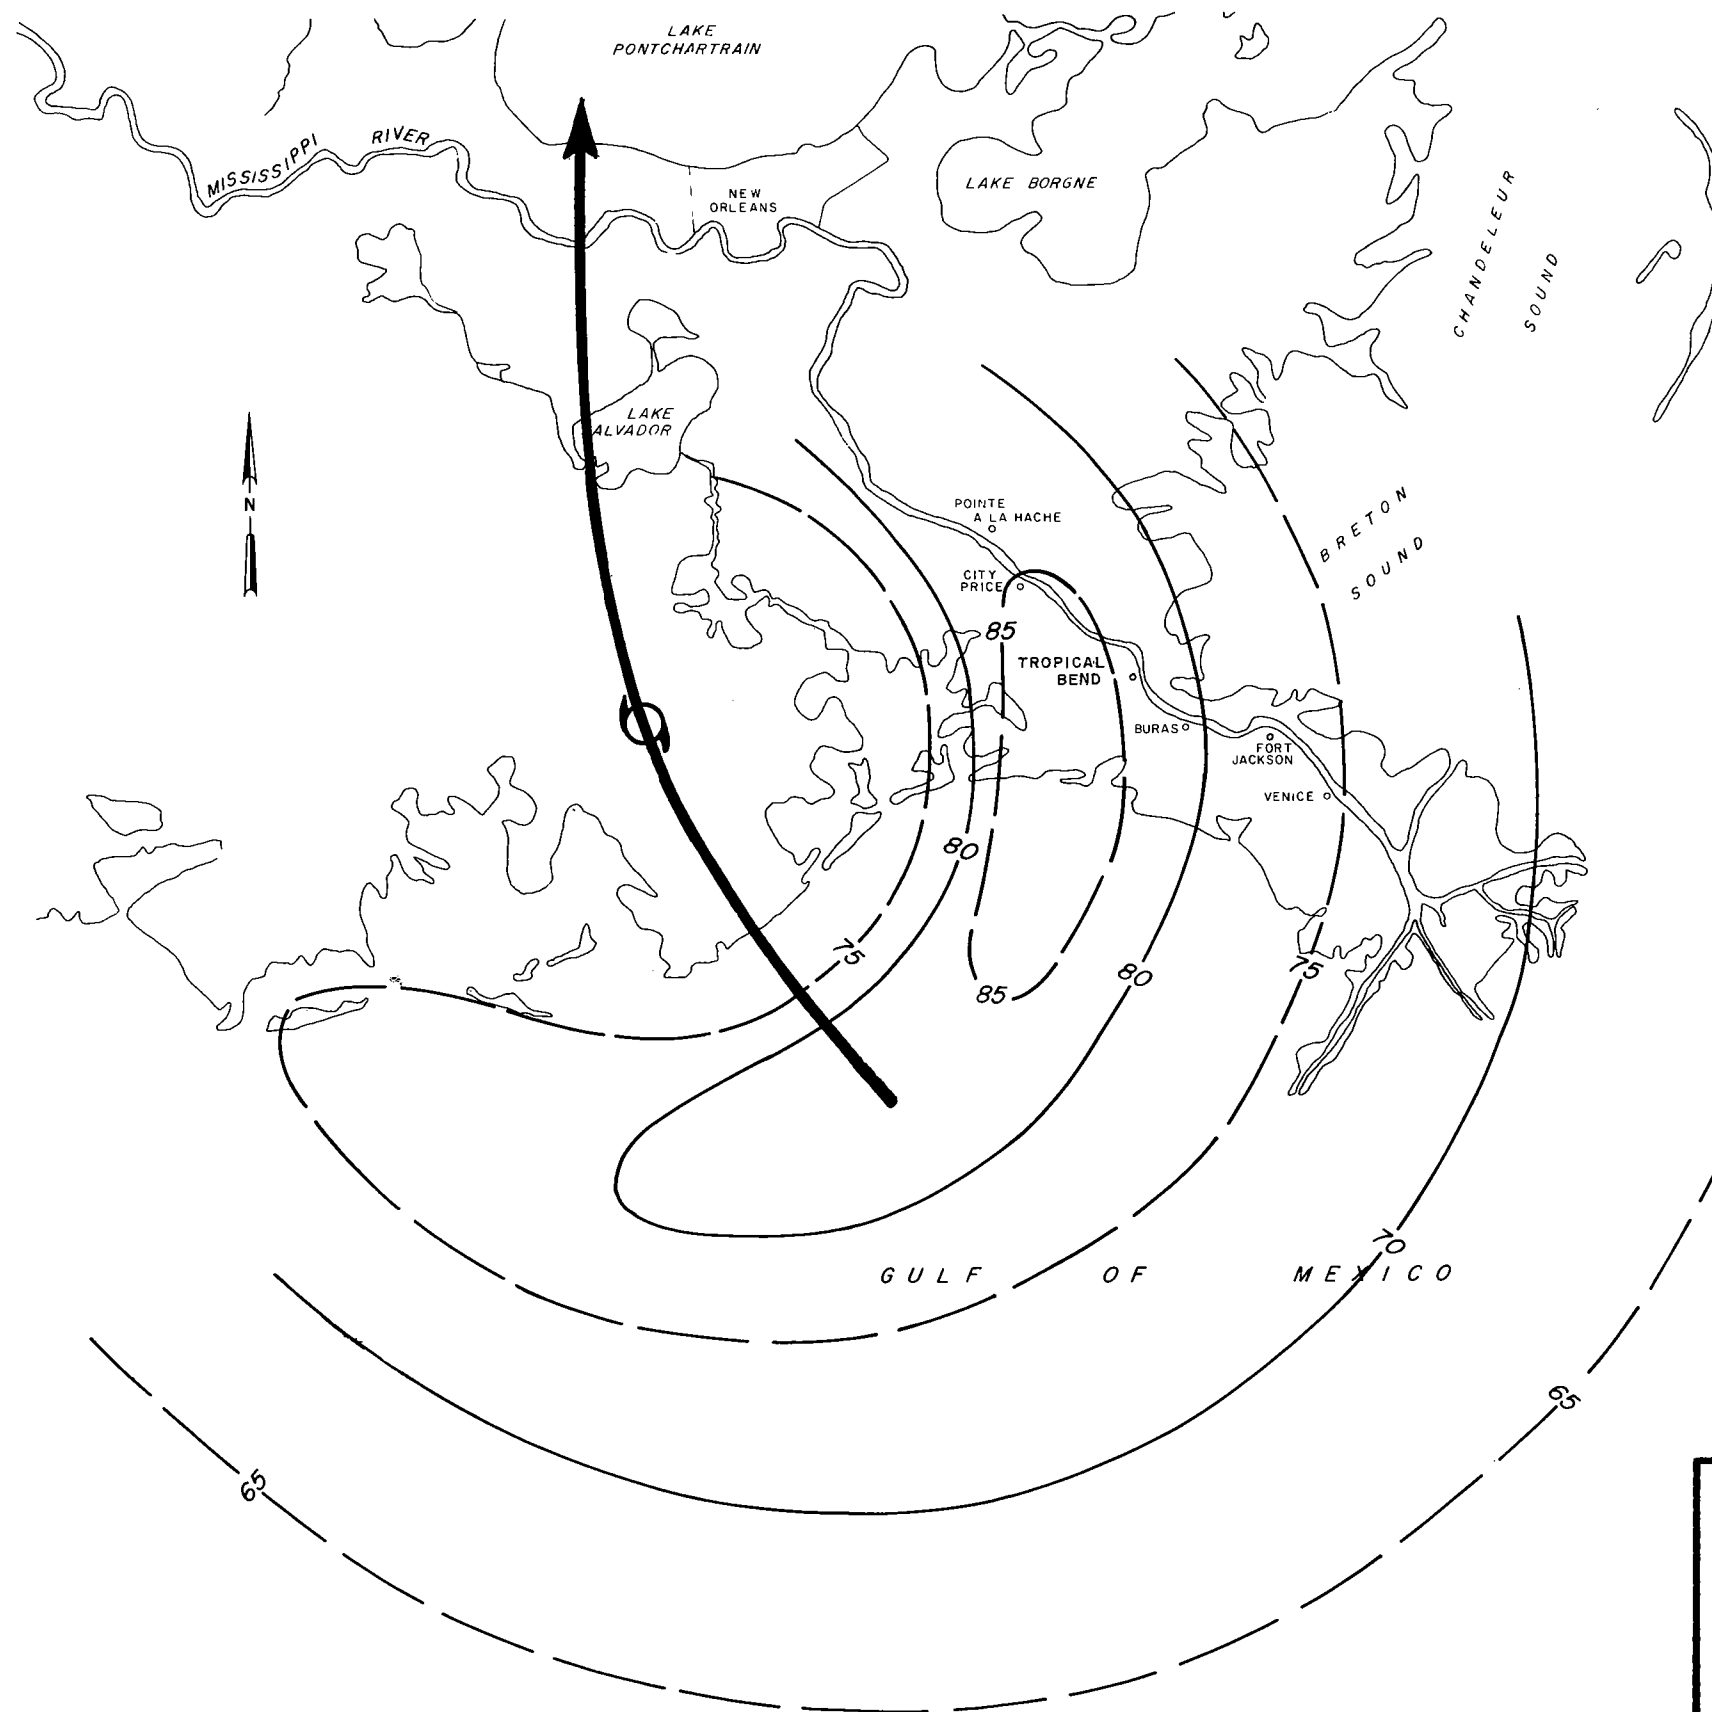 LAKE
PONTCHARTRAIN
MISSISSIPPI RIVER
NEW
ORLEANS
LAKE BORGNE
CHANDELEUR
SOUND
LAKE
ALVADOR
N
POINTE
A LA HACHE
BRETON
SOUND
CITY
PRICE
85
TROPICAL
BEND
BURAS
FORT
JACKSON
VENICE
80
75
85
80
75
70
GULF OF MEXICO
65
65